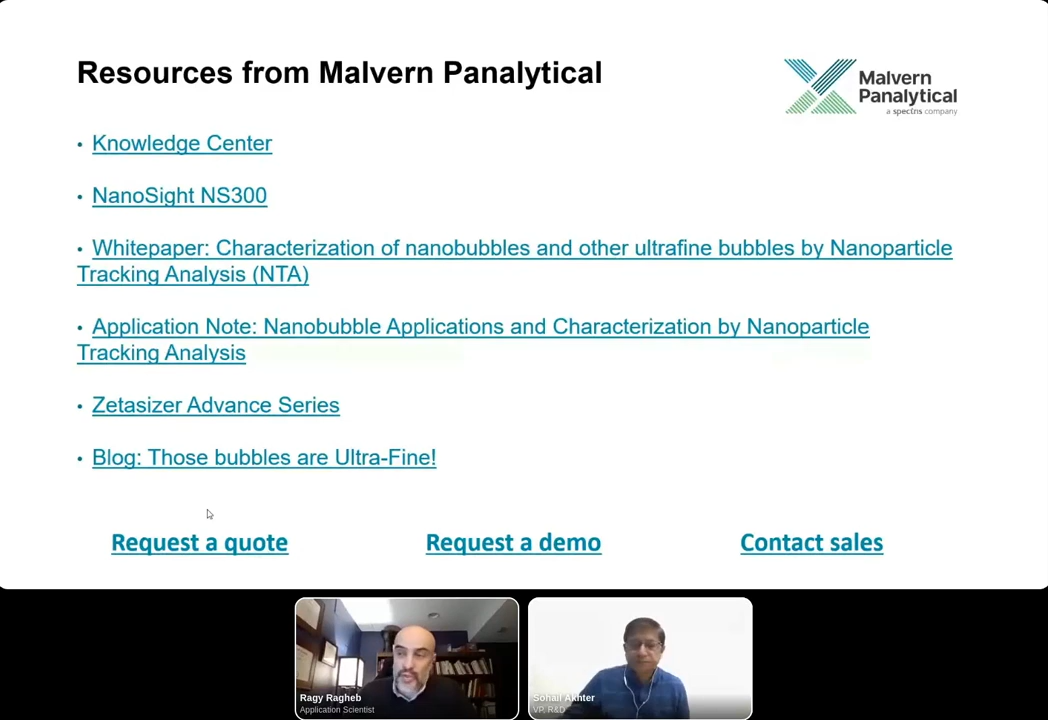 Resources from Malvern Panalytical
Malvern
Panalytical
a spectris company
• Knowledge Center
• NanoSight NS300
• Whitepaper: Characterization of nanobubbles and other ultrafine bubbles by Nanoparticle
Tracking Analysis (NTA)
• Application Note: Nanobubble Applications and Characterization by Nanoparticle
Tracking Analysis
• Zetasizer Advance Series
• Blog: Those bubbles are Ultra-Fine!
Request a quote
Request a demo
Contact sales
Ragy Ragheb
Application Scientist
Sohail Akhter
VP, R&D